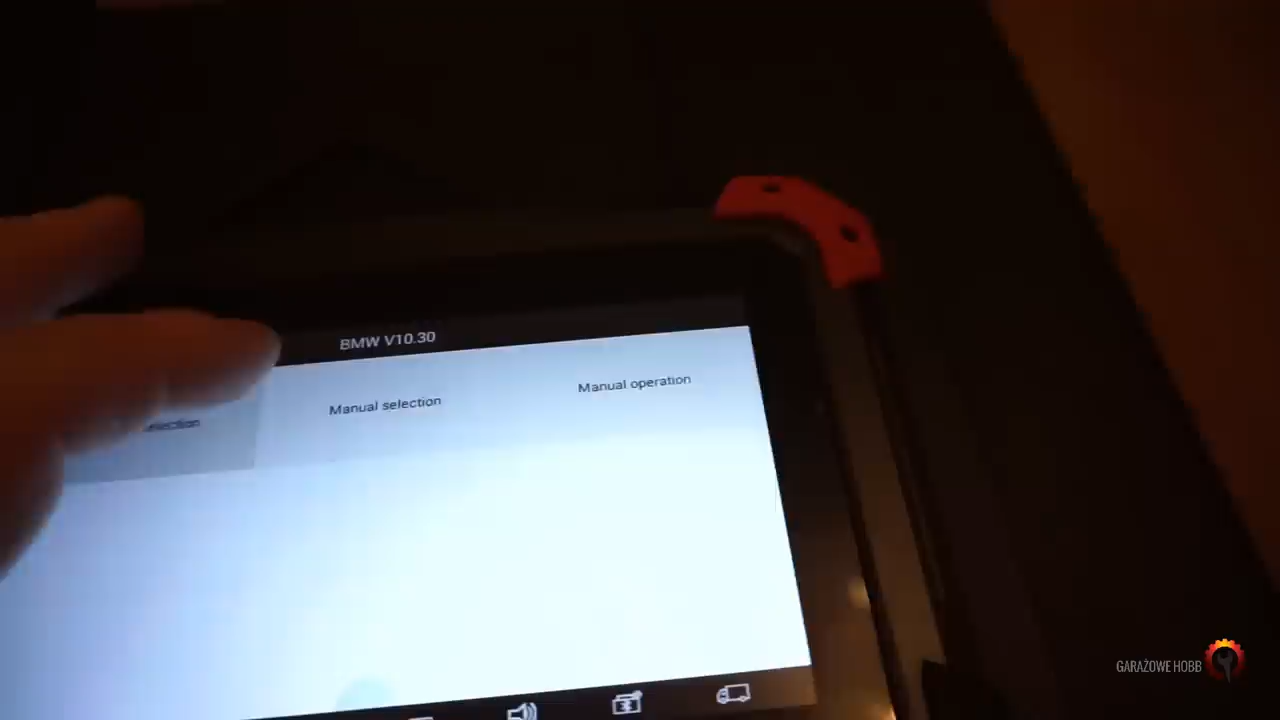 BMW V10.30
Manual selection
Manual operation
GARAŻOWE HOBB